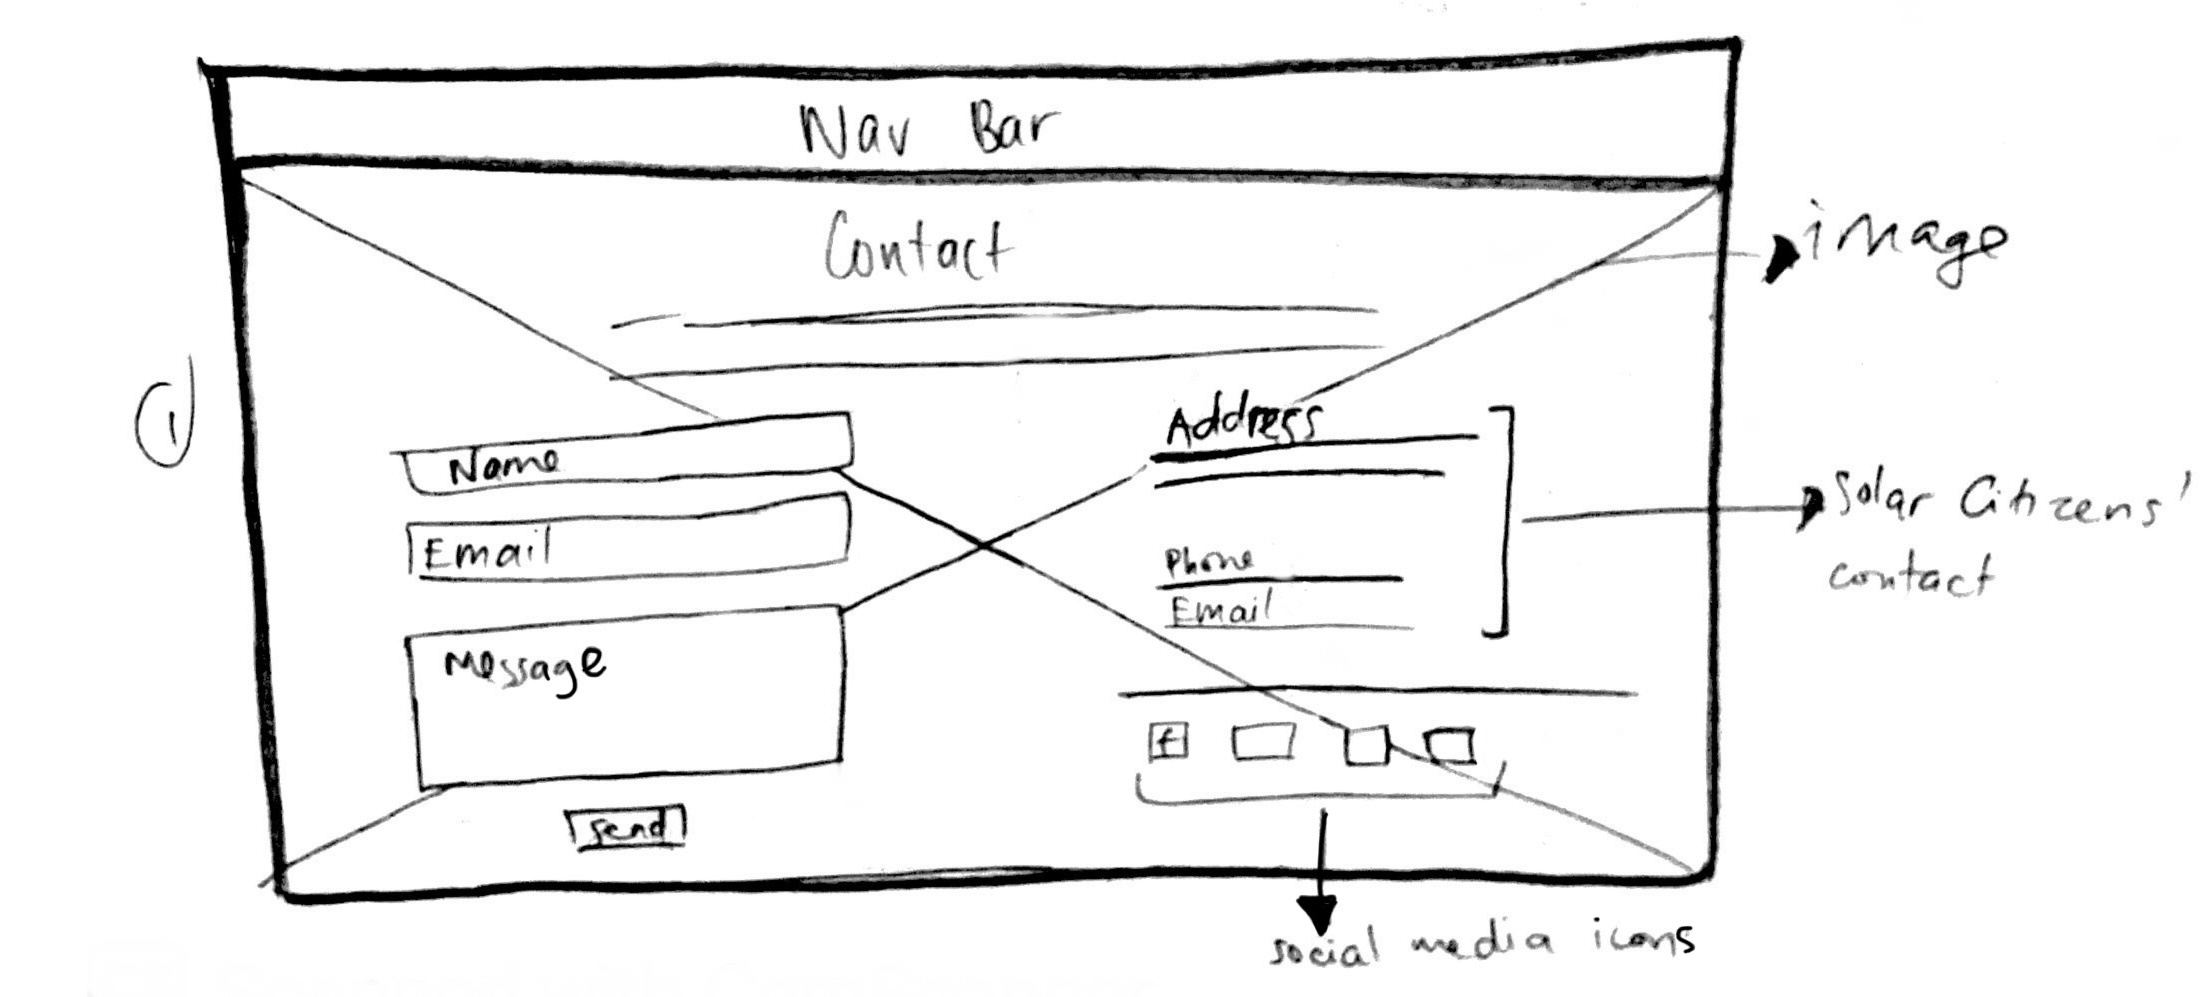 Nav Bar
Contact
image
1
Address
Name
Solar Citizens'
contact
Email
Phone
Email
Message
f
Send
social media icons